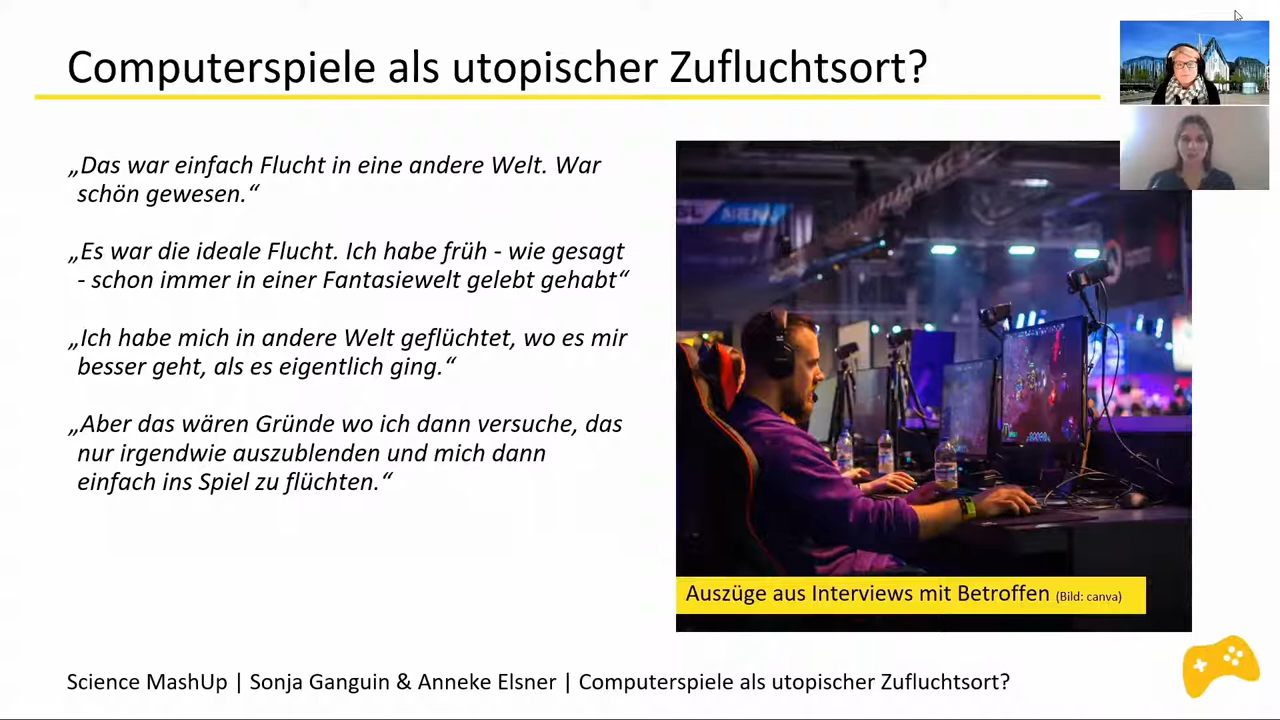 Computerspiele als utopischer Zufluchtsort?
„Das war einfach Flucht in eine andere Welt. War
schön gewesen.“
„Es war die ideale Flucht. Ich habe früh - wie gesagt
- schon immer in einer Fantasiewelt gelebt gehabt“
„Ich habe mich in andere Welt geflüchtet, wo es mir
besser geht, als es eigentlich ging.“
„Aber das wären Gründe wo ich dann versuche, das
nur irgendwie auszublenden und mich dann
einfach ins Spiel zu flüchten.“
GL ARENA
Auszüge aus Interviews mit Betroffen (Bild: canva)
Science MashUp | Sonja Ganguin & Anneke Elsner | Computerspiele als utopischer Zufluchtsort?